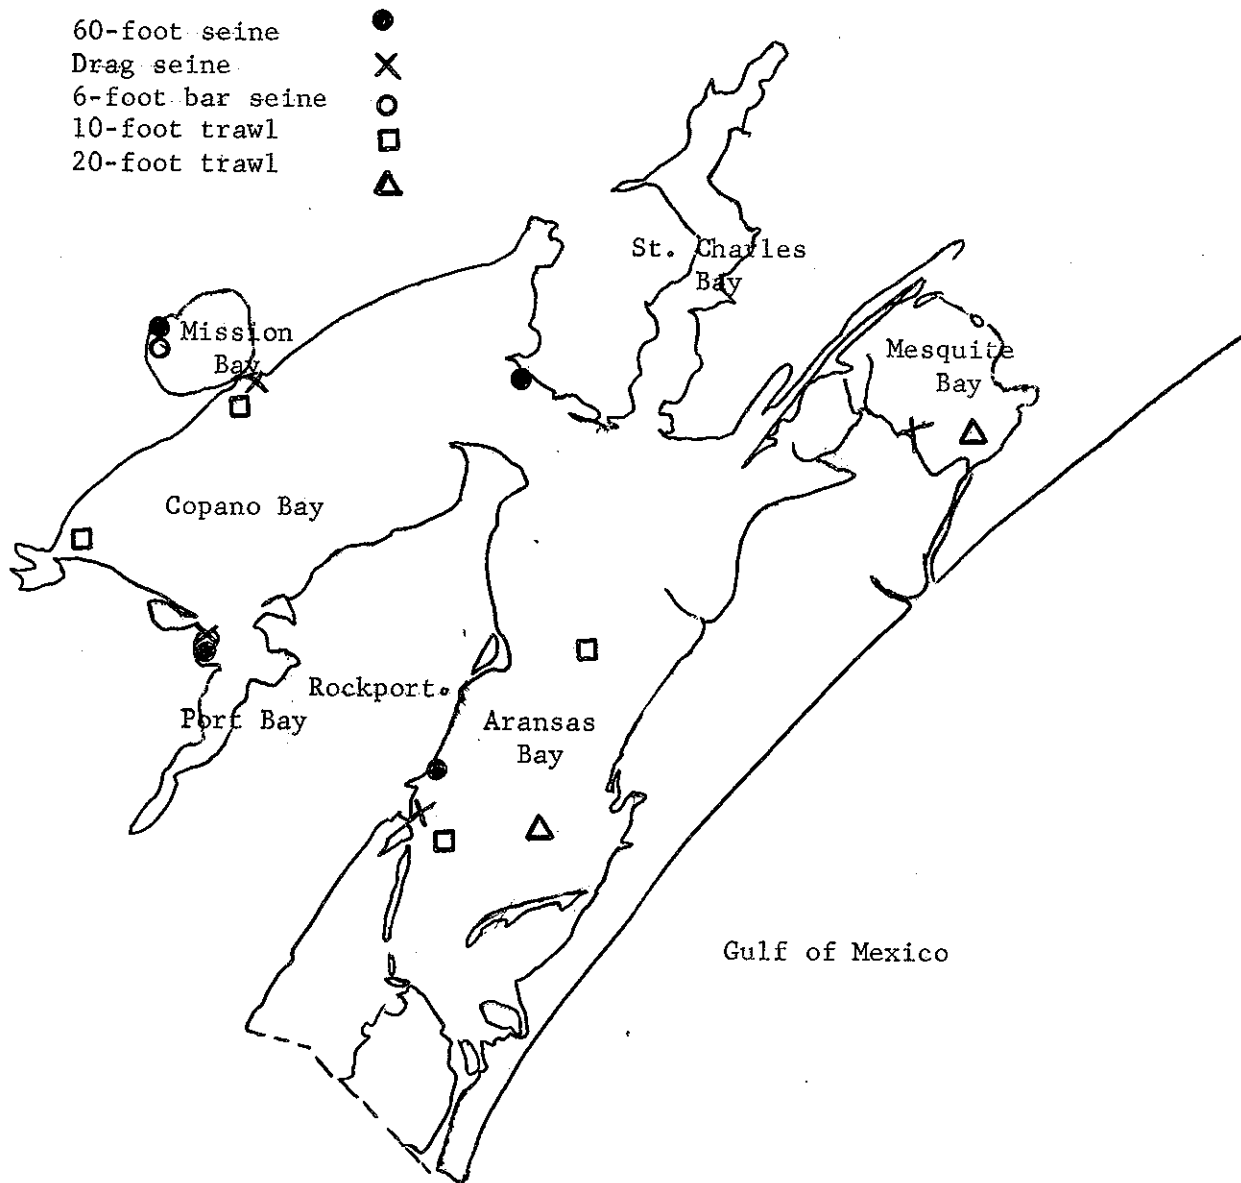 60-foot seine
Drag seine
6-foot bar seine
10-foot trawl
20-foot trawl
St. Charles
Bay
Mission
Bay
Mesquite
Bay
Copano Bay
Rockport
Port Bay
Aransas
Bay
Gulf of Mexico